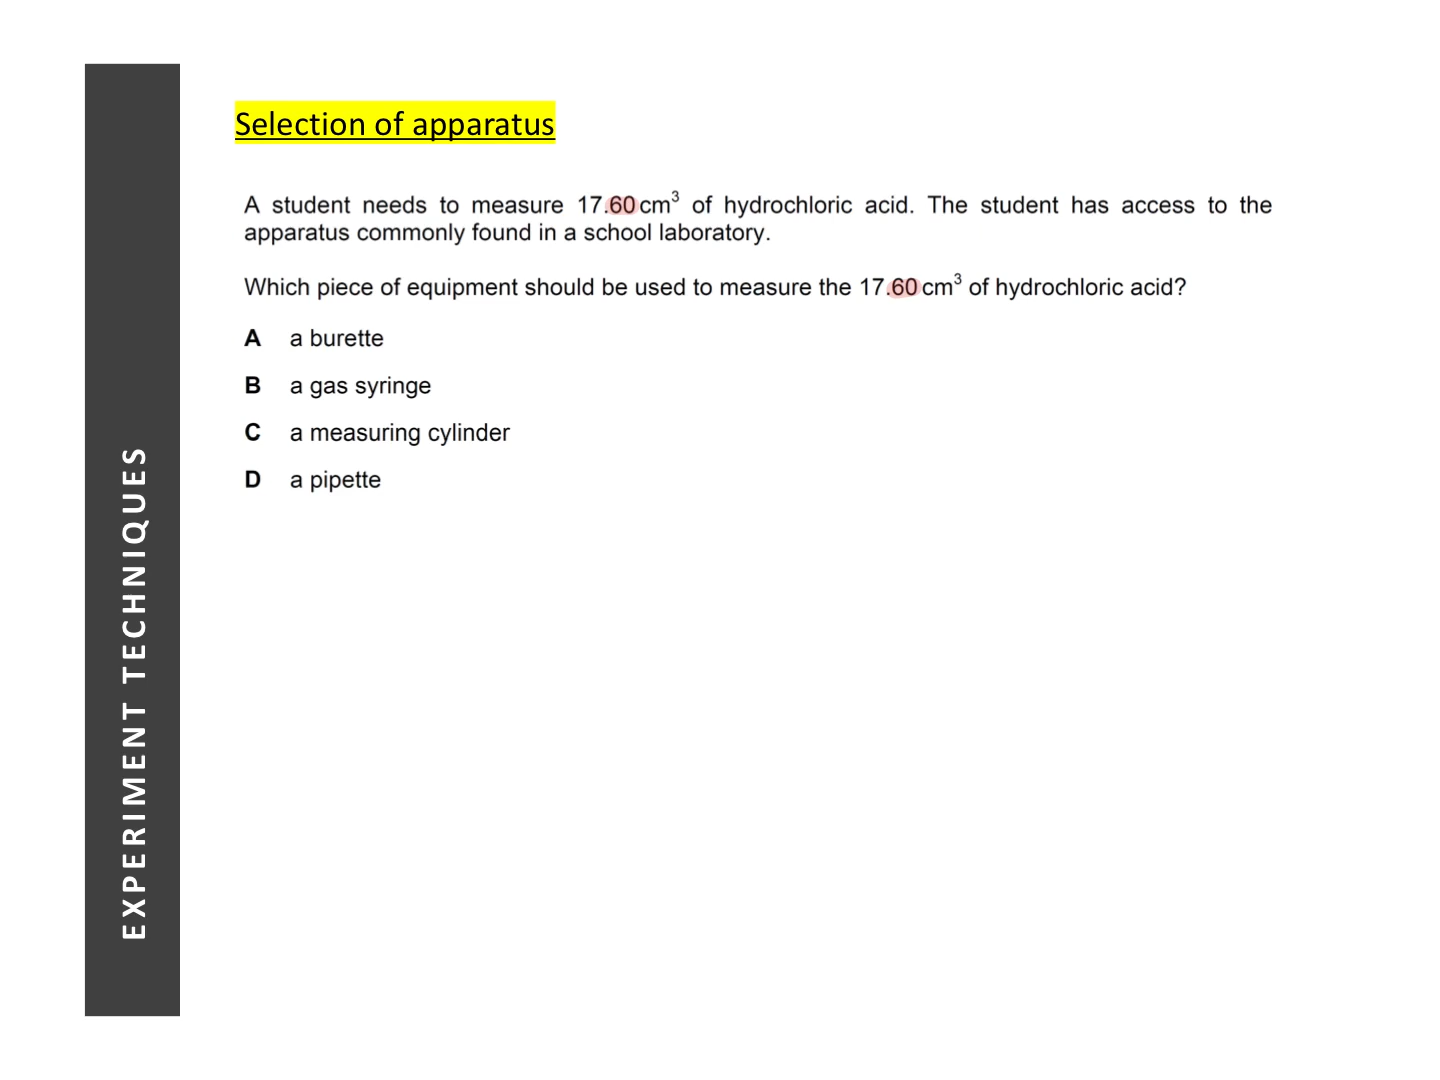 Selection of apparatus
A student needs to measure 17.60 cm³ of hydrochloric acid. The student has access to the
apparatus commonly found in a school laboratory.
Which piece of equipment should be used to measure the 17.60 cm³ of hydrochloric acid?
A a burette
B a gas syringe
C a measuring cylinder
D a pipette
EXPERIMENT TECHNIQUES